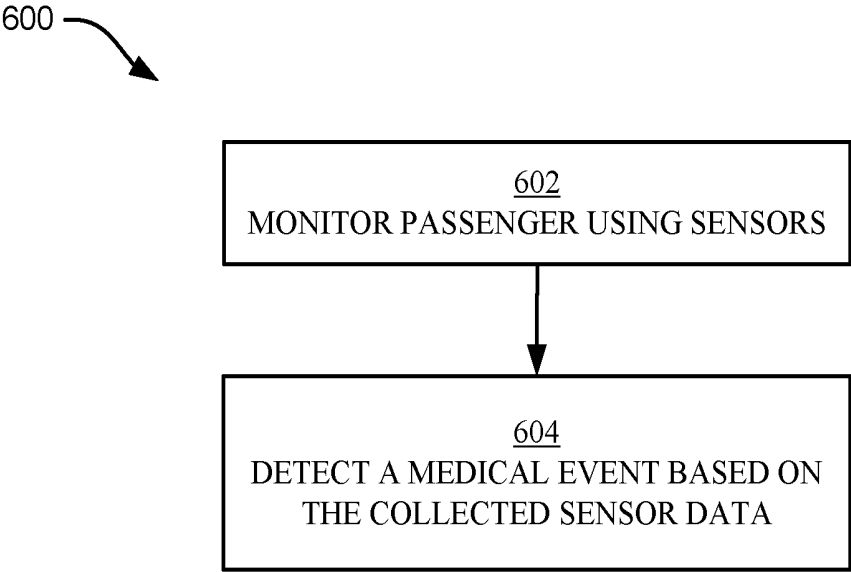 600
602
MONITOR PASSENGER USING SENSORS
604
DETECT A MEDICAL EVENT BASED ON
THE COLLECTED SENSOR DATA